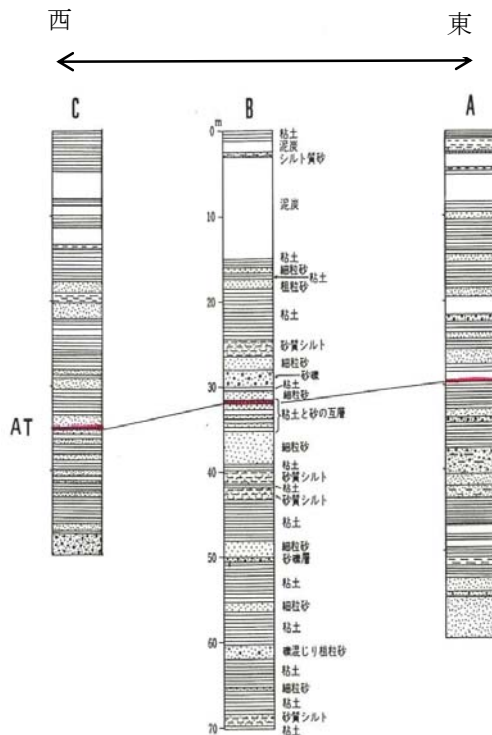 西
東
C
B
A
m
0
10
20
30
40
50
60
70
AT
粘土
泥炭
シルト質砂
泥炭
粘土
細粒砂
粘土
粗粒砂
粘土
砂質シルト
細粒砂
砂礫
粘土
細粒砂
粘土と砂の互層
細粒砂
粘土
砂質シルト
粘土
砂質シルト
粘土
細粒砂
砂礫層
粘土
細粒砂
粘土
礫混じり粗粒砂
粘土
細粒砂
粘土
砂質シルト
粘土